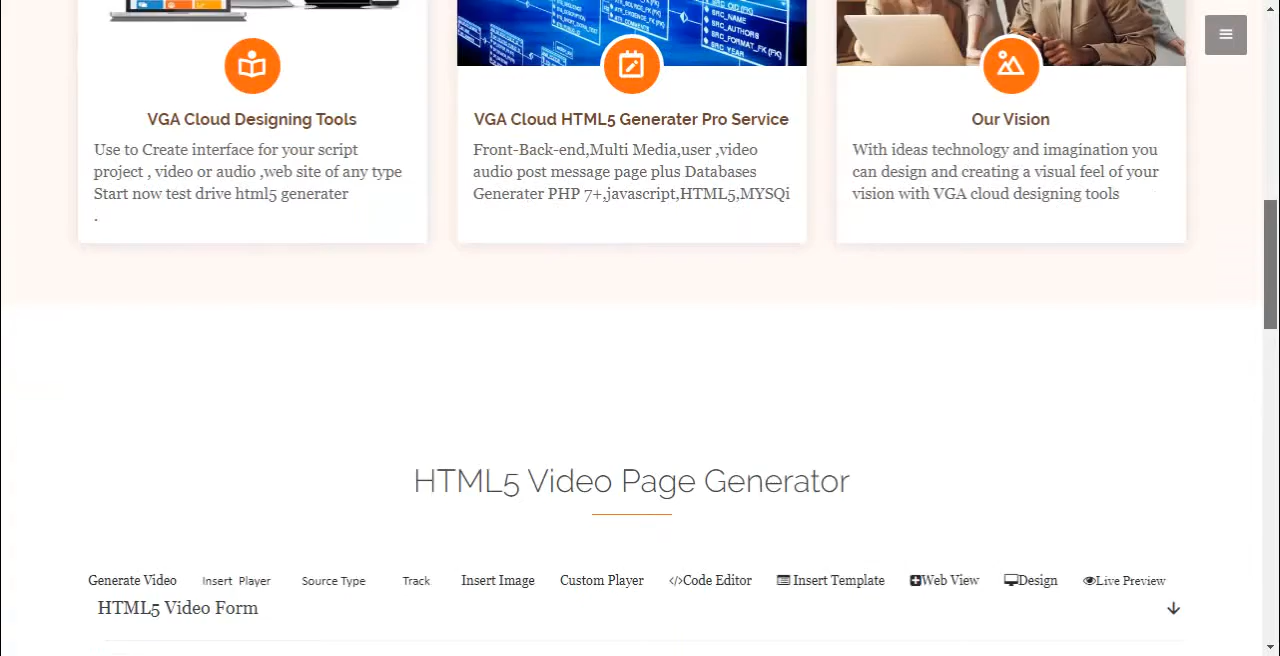 SRC_NAME
SRC_AUTHORS
SRC_FORMAT_FK (FK)
SRC_YEAR
VGA Cloud Designing Tools
Use to Create interface for your script
project , video or audio ,web site of any type
Start now test drive html5 generater
.
VGA Cloud HTML5 Generater Pro Service
Front-Back-end,Multi Media,user ,video
audio post message page plus Databases
Generater PHP 7+,javascript,HTML5,MYSQi
Our Vision
With ideas technology and imagination you
can design and creating a visual feel of your
vision with VGA cloud designing tools
HTML5 Video Page Generator
Generate Video Insert Player Source Type Track Insert Image Custom Player </>Code Editor Insert Template Web View Design Live Preview
HTML5 Video Form